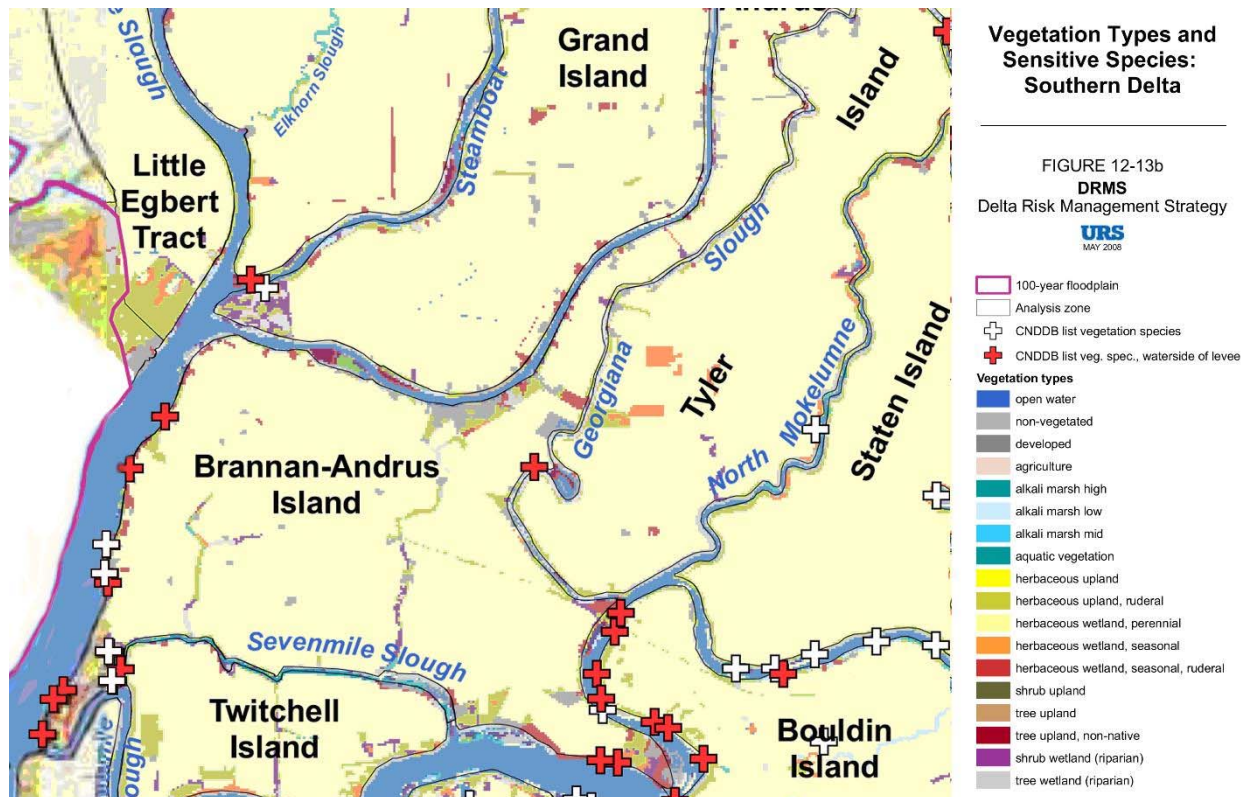 Slough
Elkhorn Slough
Grand
Island
Steamboat
Andrus
Island
Little
Egbert
Tract
Slough
Georgiana
Tyler
North
Mokelumne
Staten Island
Brannan-Andrus
Island
Sevenmile Slough
Twitchell
Island
Bouldin
Island
Vegetation Types and
Sensitive Species:
Southern Delta
FIGURE 12-13b
DRMS
Delta Risk Management Strategy
URS
MAY 2008
100-year floodplain
Analysis zone
CNDDB list vegetation species
CNDDB list veg. spec., waterside of levee
Vegetation types
open water
non-vegetated
developed
agriculture
alkali marsh high
alkali marsh low
alkali marsh mid
aquatic vegetation
herbaceous upland
herbaceous upland, ruderal
herbaceous wetland, perennial
herbaceous wetland, seasonal
herbaceous wetland, seasonal, ruderal
shrub upland
tree upland
tree upland, non-native
shrub wetland (riparian)
tree wetland (riparian)